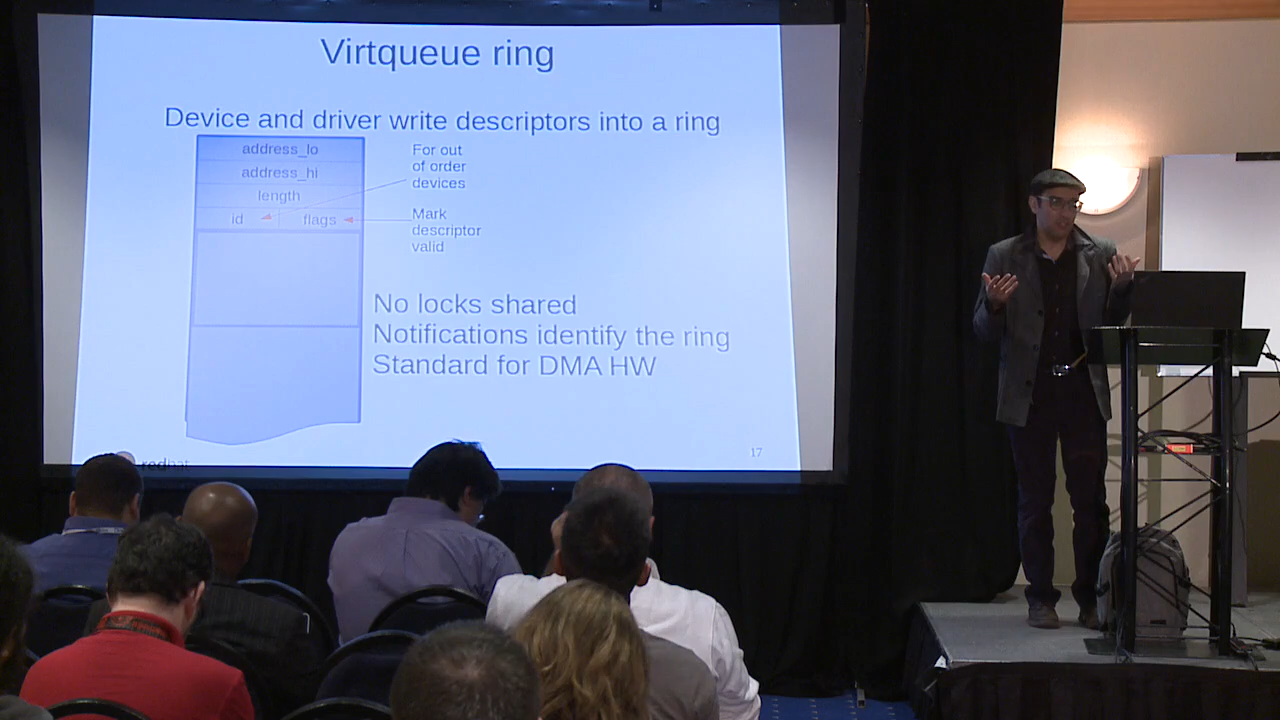 Virtqueue ring
Device and driver write descriptors into a ring
address_lo
address_hi
length
id
flags
For out
of order
devices
Mark
descriptor
valid
No locks shared
Notifications identify the ring
Standard for DMA HW
redhat
17